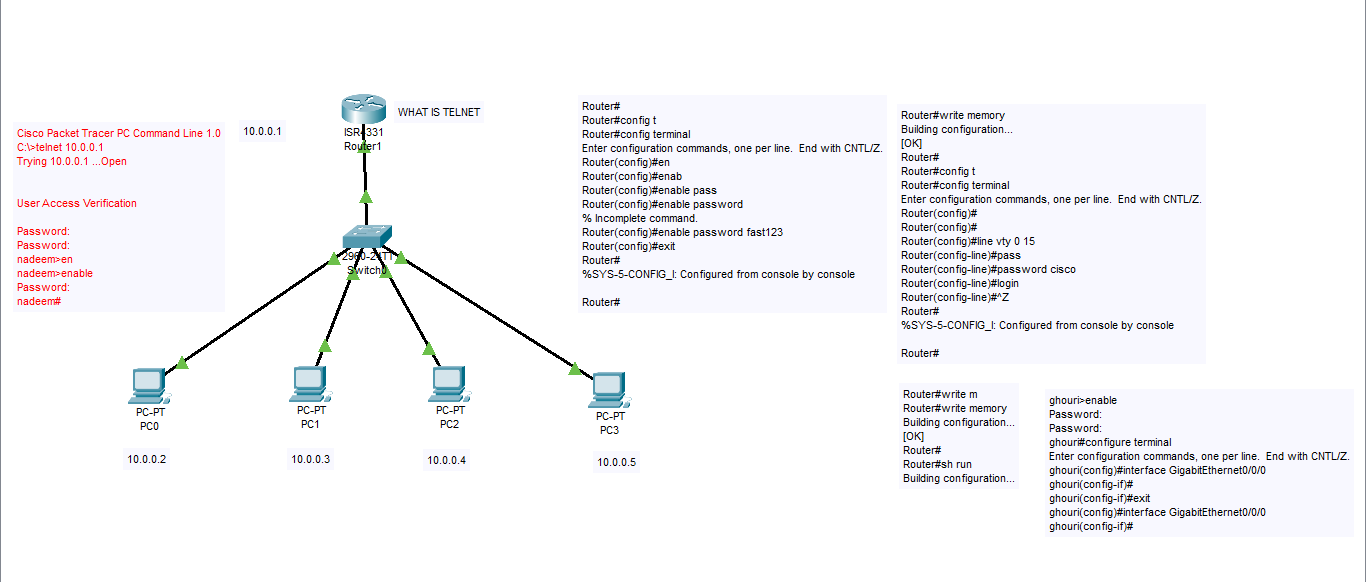 Cisco Packet Tracer PC Command Line 1.0
C:\>telnet 10.0.0.1
Trying 10.0.0.1 ...Open
User Access Verification
Password:
Password:
nadeem>en
nadeem>enable
Password:
nadeem#
10.0.0.1
WHAT IS TELNET
ISR4331
Router1
2960-24TT
Switch0
PC-PT
PC0
PC-PT
PC1
PC-PT
PC2
PC-PT
PC3
10.0.0.2
10.0.0.3
10.0.0.4
10.0.0.5
Router#
Router#config t
Router#config terminal
Enter configuration commands, one per line. End with CNTL/Z.
Router(config)#en
Router(config)#enab
Router(config)#enable pass
Router(config)#enable password
% Incomplete command.
Router(config)#enable password fast123
Router(config)#exit
Router#
%SYS-5-CONFIG_I: Configured from console by console
Router#
Router#write memory
Building configuration...
[OK]
Router#
Router#config t
Router#config terminal
Enter configuration commands, one per line. End with CNTL/Z.
Router(config)#
Router(config)#
Router(config)#line vty 0 15
Router(config-line)#pass
Router(config-line)#password cisco
Router(config-line)#login
Router(config-line)#^Z
Router#
%SYS-5-CONFIG_I: Configured from console by console
Router#
Router#write m
Router#write memory
Building configuration...
[OK]
Router#
Router#sh run
Building configuration...
ghouri>enable
Password:
Password:
ghouri#configure terminal
Enter configuration commands, one per line. End with CNTL/Z.
ghouri(config)#interface GigabitEthernet0/0/0
ghouri(config-if)#
ghouri(config-if)#exit
ghouri(config)#interface GigabitEthernet0/0/0
ghouri(config-if)#